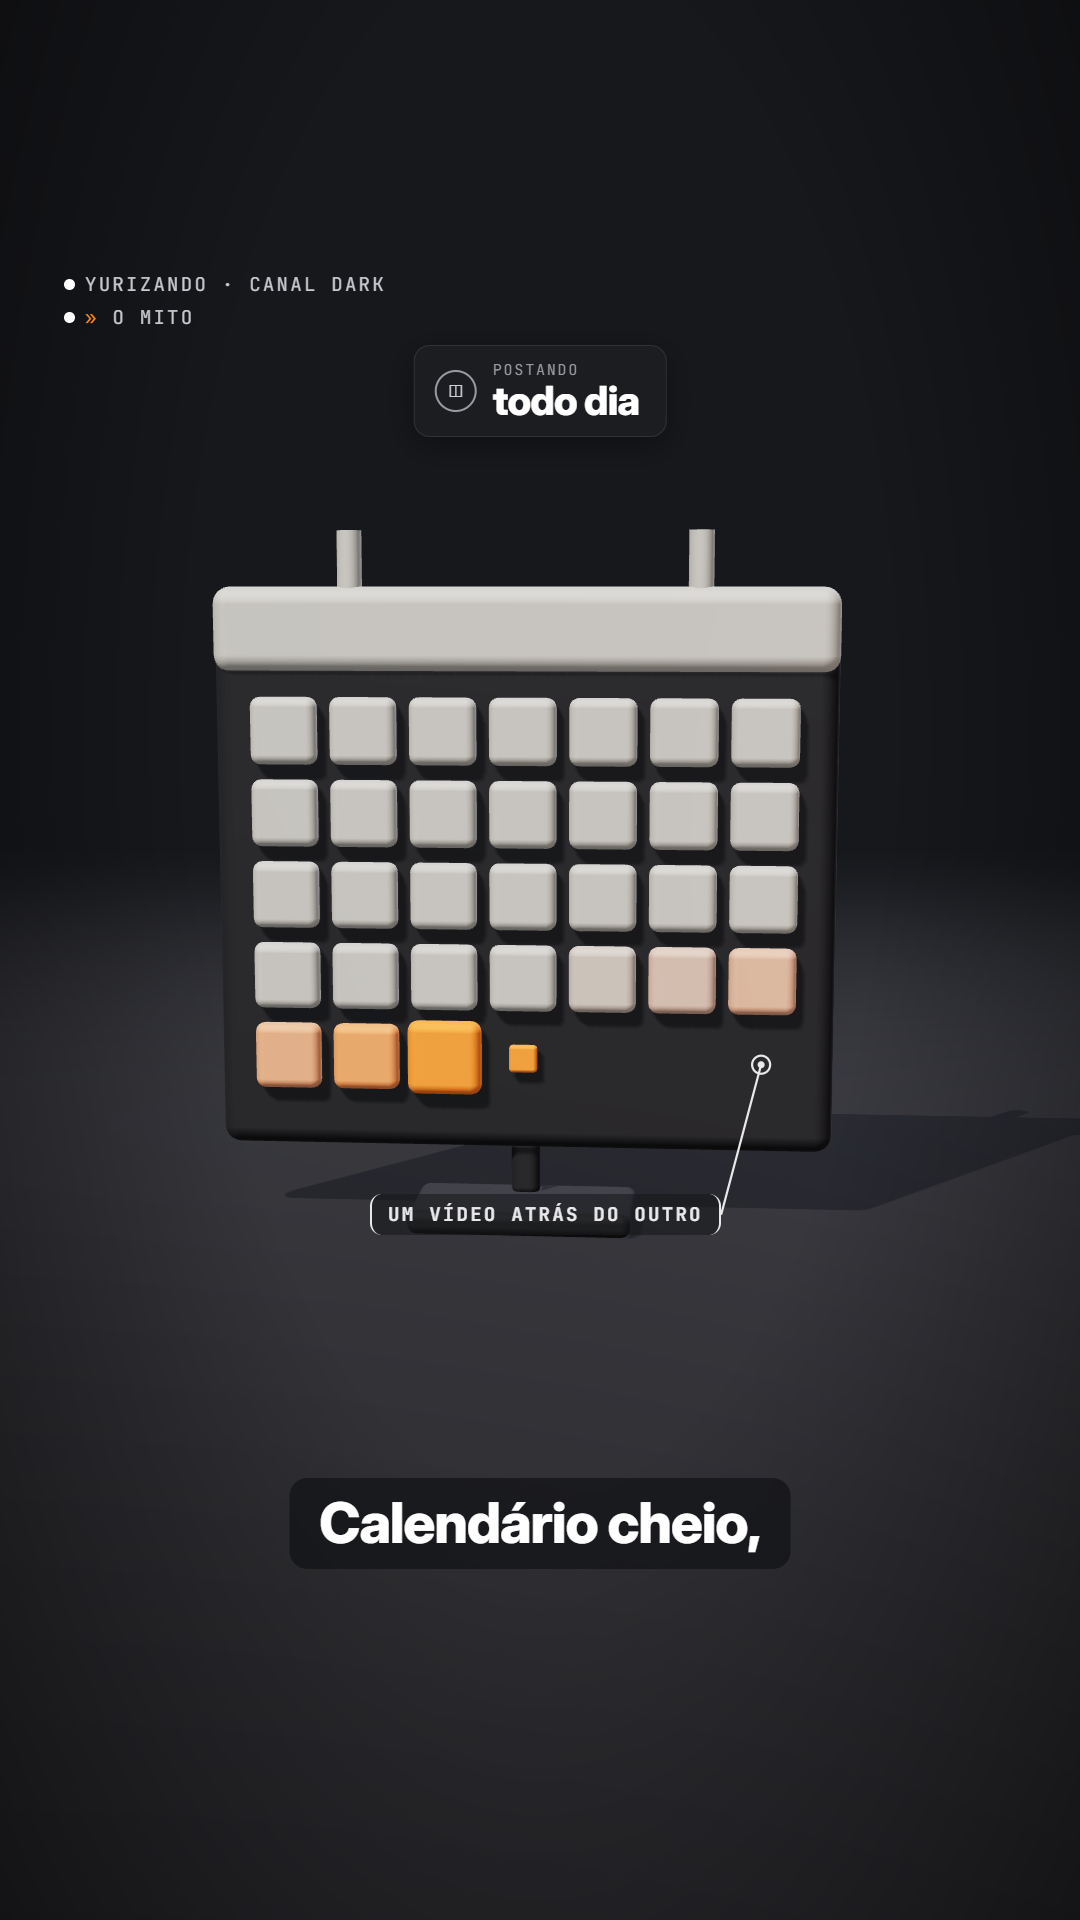 YURIZANDO · CANAL DARK
» O MITO
POSTANDO
todo dia
UM VÍDEO ATRÁS DO OUTRO
Calendário cheio,